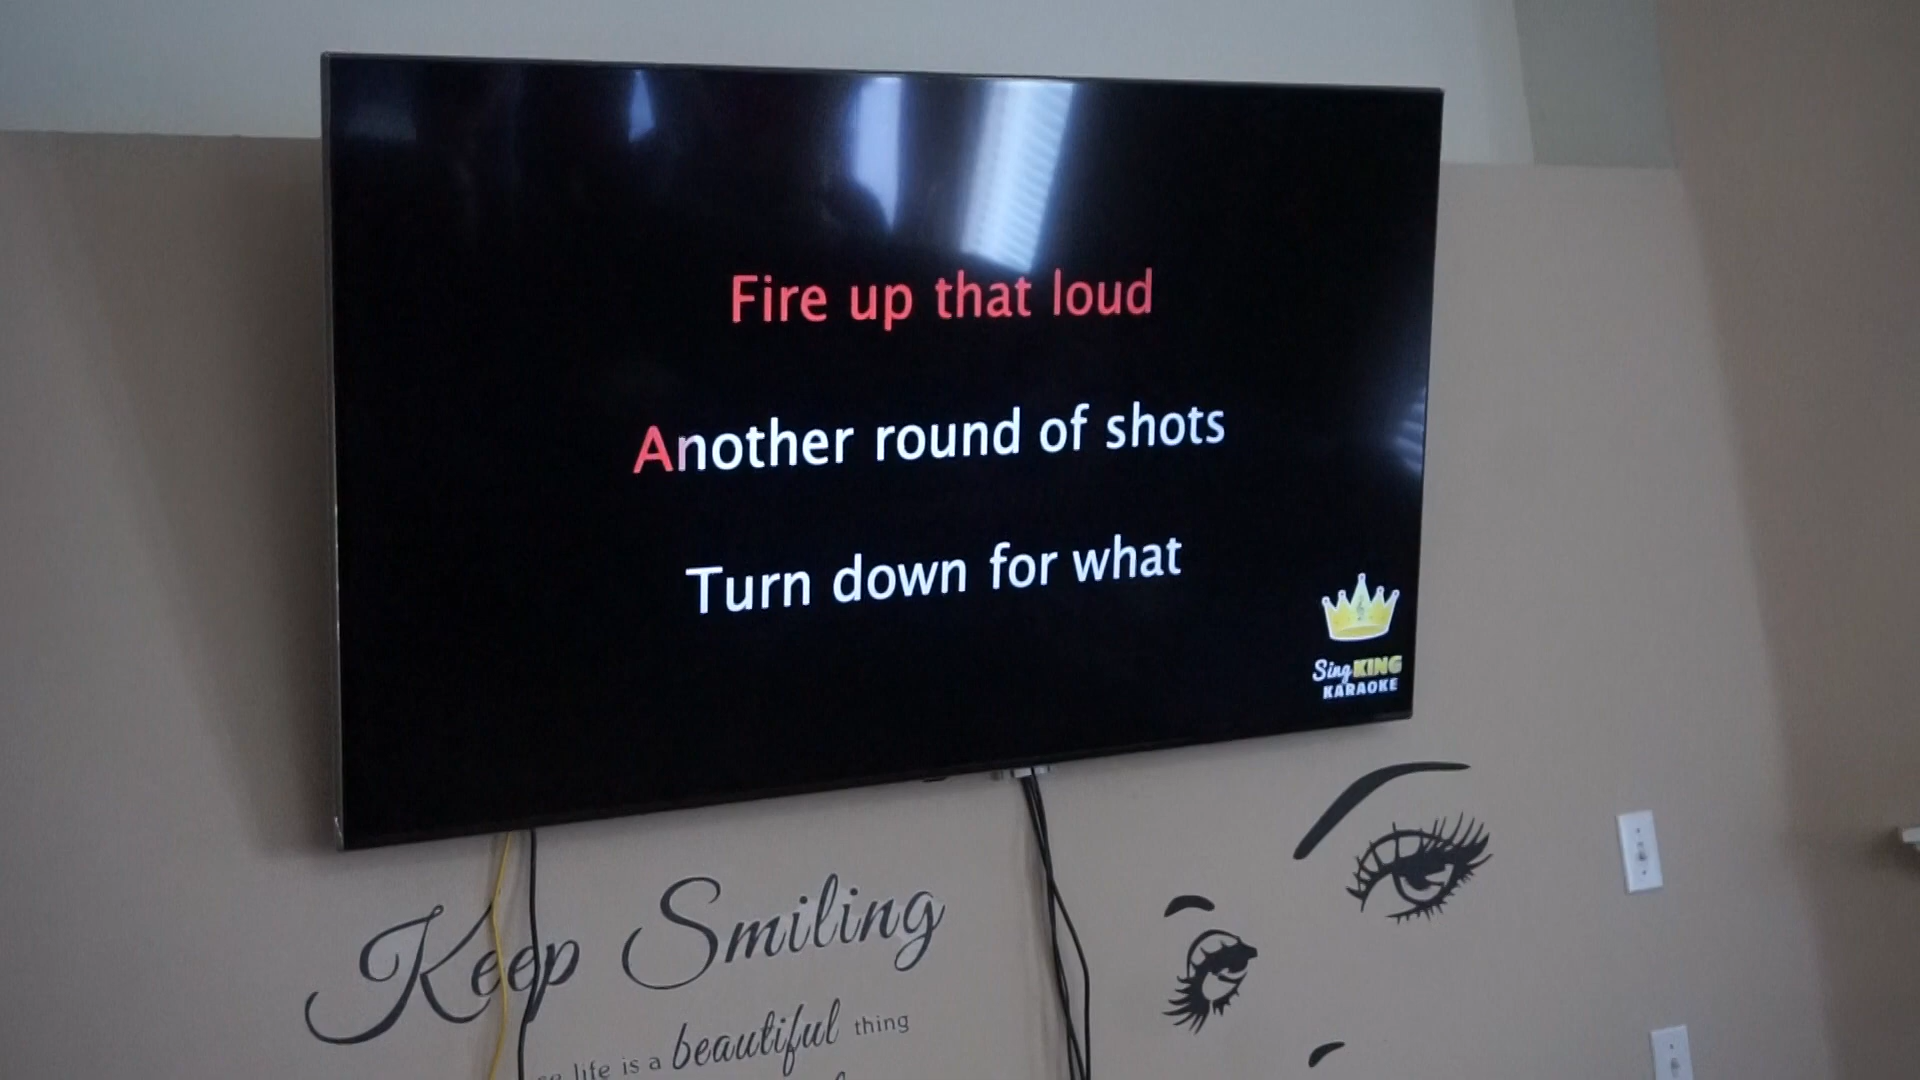 Fire up that loud
Another round of shots
Turn down for what
Sing KING
KARAOKE
Keep Smiling
life is a beautiful thing